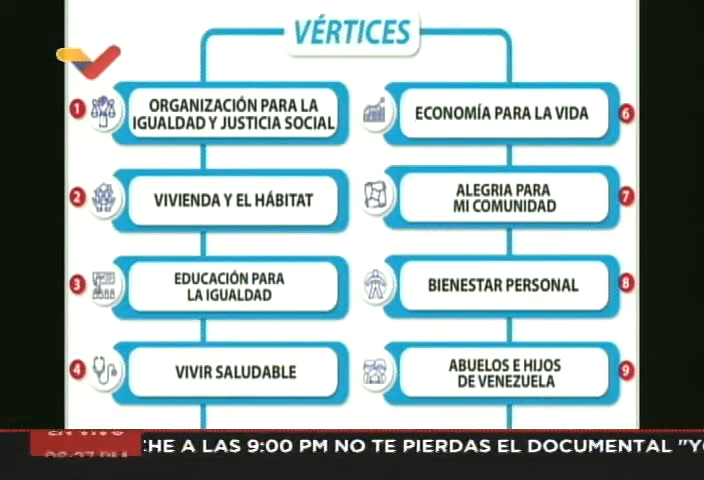 VÉRTICES
1
ORGANIZACIÓN PARA LA
IGUALDAD Y JUSTICIA SOCIAL
2
VIVIENDA Y EL HÁBITAT
3
EDUCACIÓN PARA
LA IGUALDAD
4
VIVIR SALUDABLE
ECONOMÍA PARA LA VIDA
6
ALEGRIA PARA
MI COMUNIDAD
7
BIENESTAR PERSONAL
8
ABUELOS E HIJOS
DE VENEZUELA
9
A LAS 9:00 PM NO TE PIERDAS EL DOCUMENTAL "Y